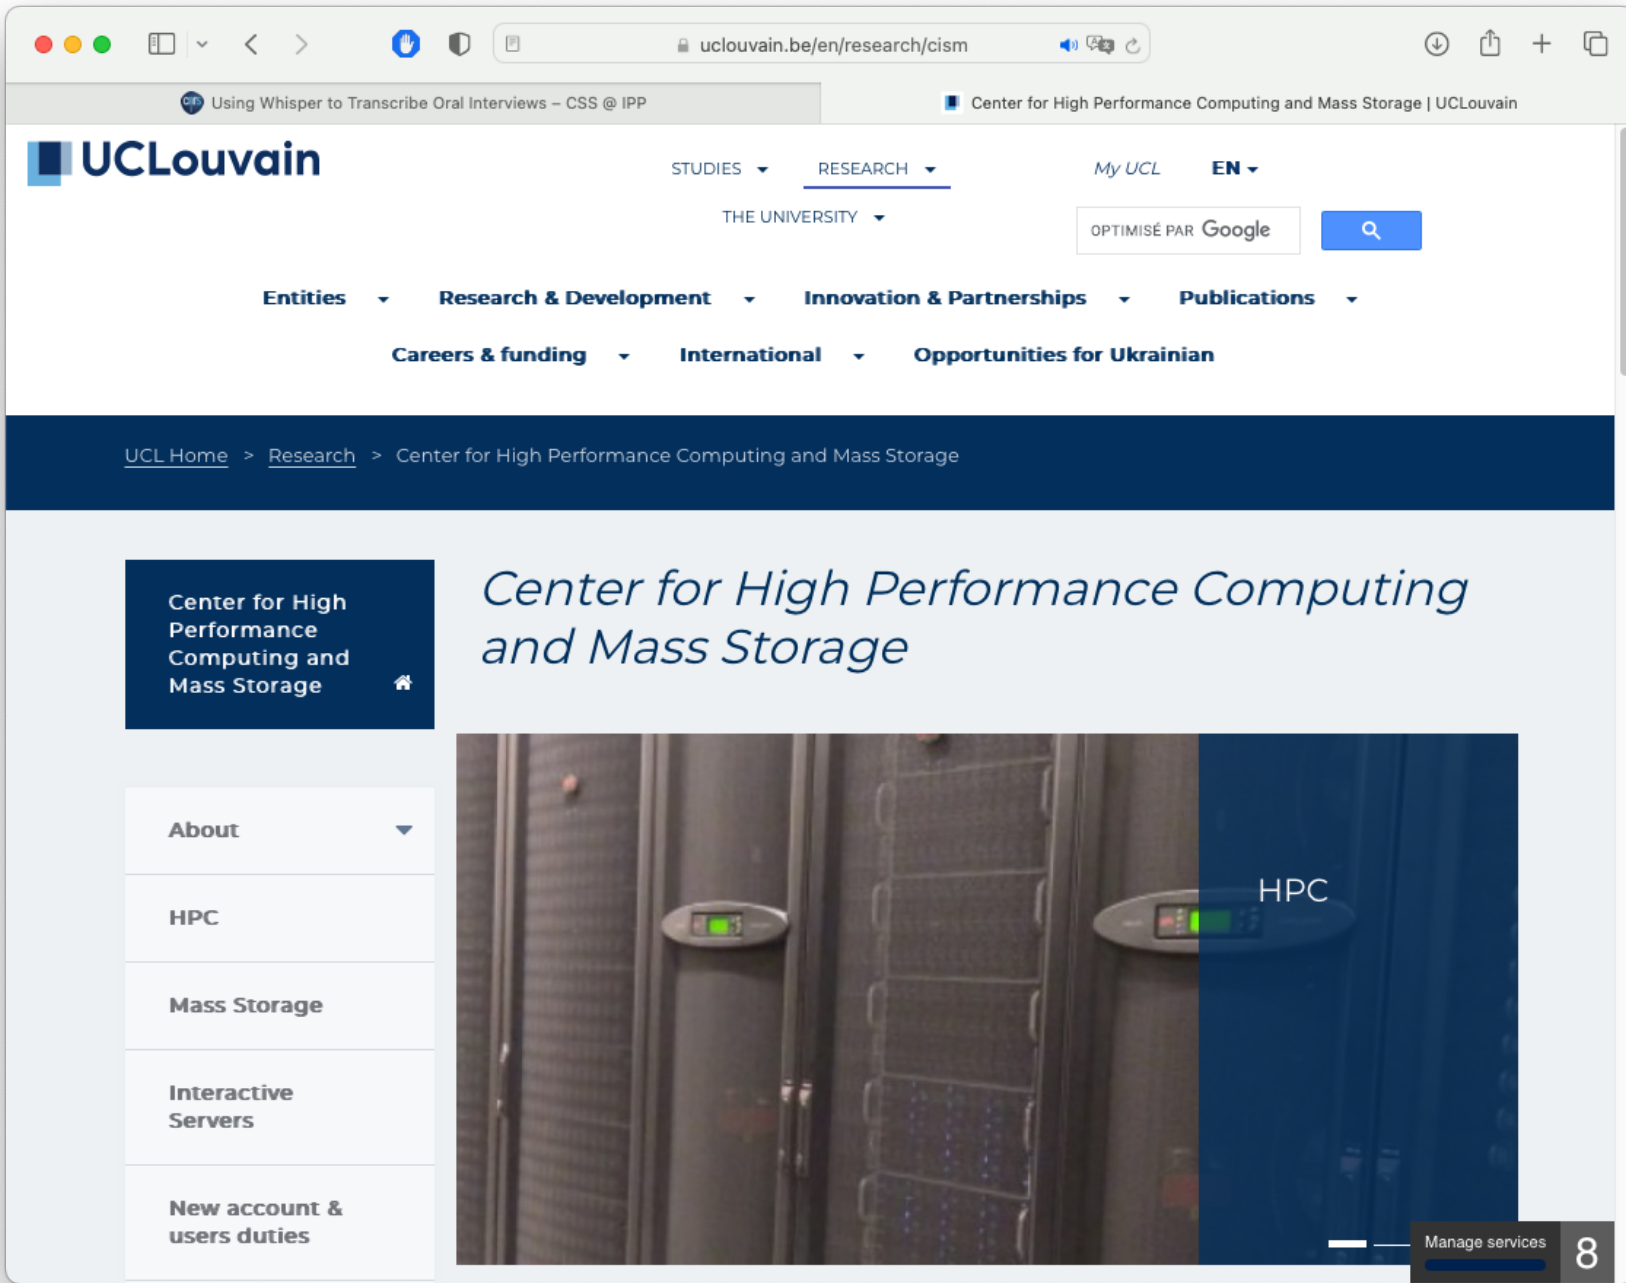 uclouvain.be/en/research/cism
Using Whisper to Transcribe Oral Interviews – CSS @ IPP
Center for High Performance Computing and Mass Storage | UCLouvain
UCLouvain
STUDIES
RESEARCH
My UCL
EN
THE UNIVERSITY
OPTIMISÉ PAR Google
Entities
Research & Development
Innovation & Partnerships
Publications
Careers & funding
International
Opportunities for Ukrainian
UCL Home > Research > Center for High Performance Computing and Mass Storage
Center for High
Performance
Computing and
Mass Storage
Center for High Performance Computing
and Mass Storage
About
HPC
Mass Storage
Interactive
Servers
New account &
users duties
HPC
Manage services
8